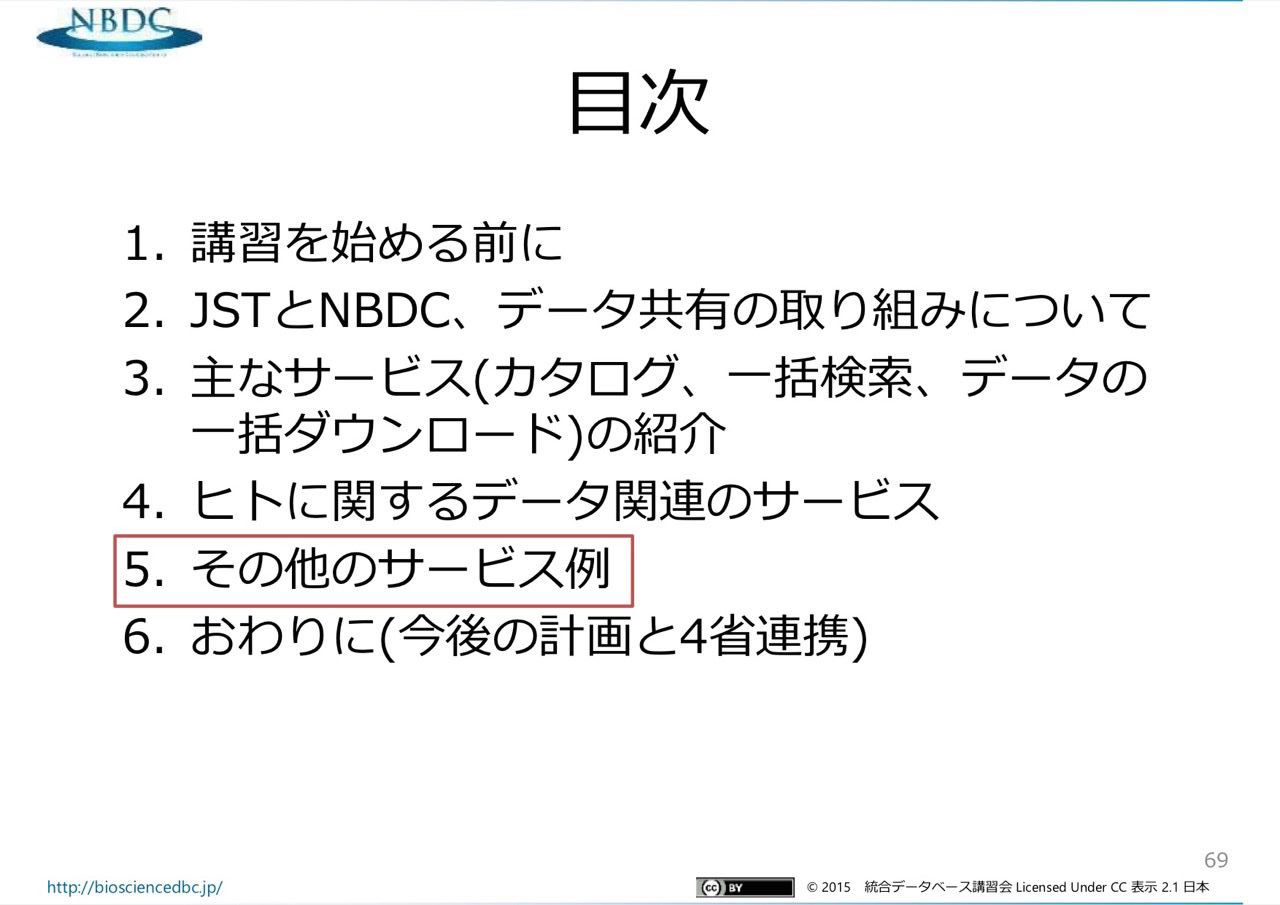 NBDC
目次
1. 講習を始める前に
2. JSTとNBDC、データ共有の取り組みについて
3. 主なサービス(カタログ、一括検索、データの
一括ダウンロード)の紹介
4. ヒトに関するデータ関連のサービス
5. その他のサービス例
6. おわりに(今後の計画と4省連携)
69
http://biosciencedbc.jp/
cc BY © 2015 統合データベース講習会 Licensed Under CC 表示 2.1 日本